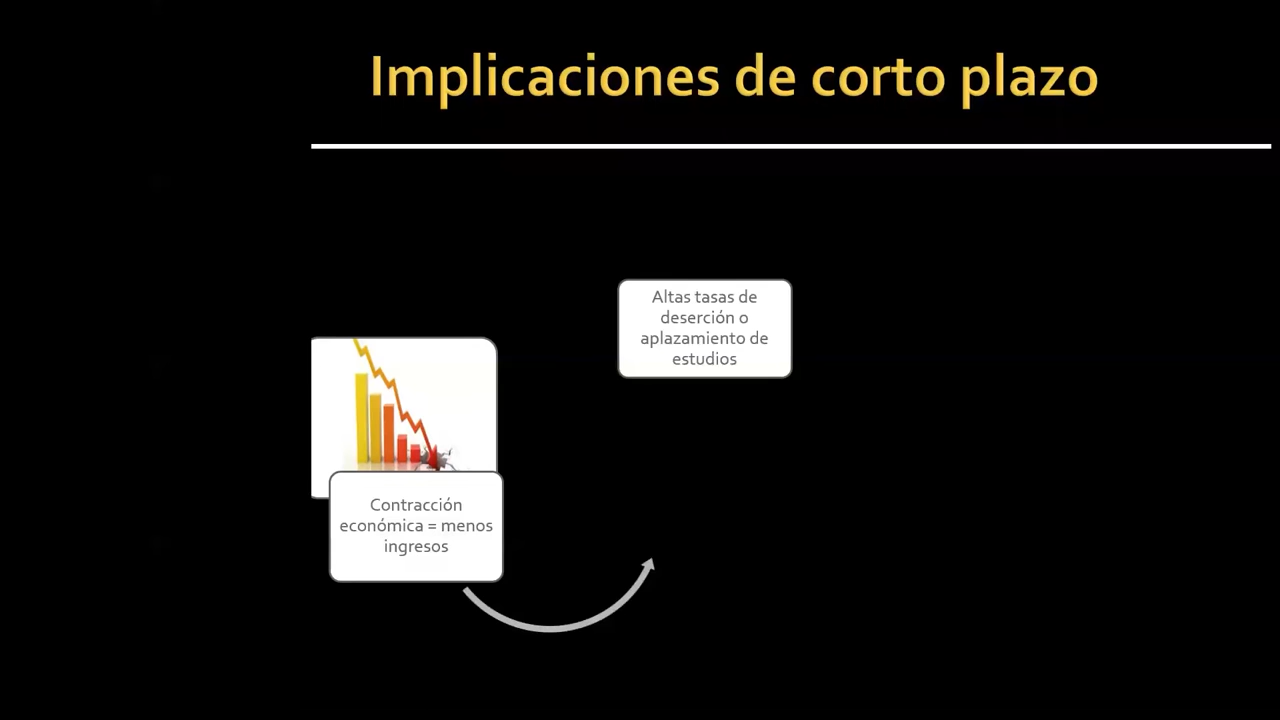 Implicaciones de corto plazo
Altas tasas de
deserción o
aplazamiento de
estudios
Contracción
económica = menos
ingresos